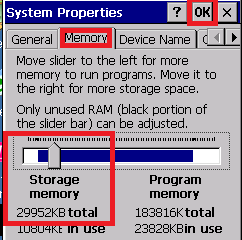 System Properties ? OK ×
General Memory Device Name
Move slider to the left for more
memory to run programs. Move it to
the right for more storage space.
Only unused RAM (black portion of
the slider bar) can be adjusted.
Storage Program
memory memory
29952KB total 183816K total
10804KB in use 23828KB in use